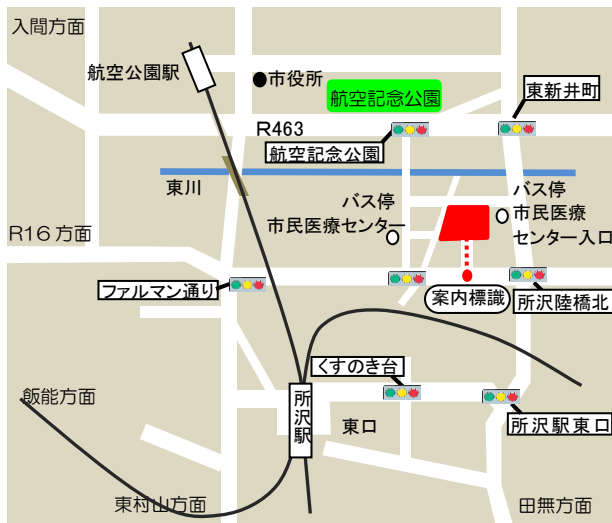 入間方面
航空公園駅
●市役所
航空記念公園
東新井町
R463
航空記念公園
東川
バス停
市民医療センター
バス停
市民医療
センター入口
R16方面
ファルマン通り
案内標識
所沢陸橋北
くすのき台
飯能方面
所沢駅
東口
所沢駅東口
東村山方面
田無方面